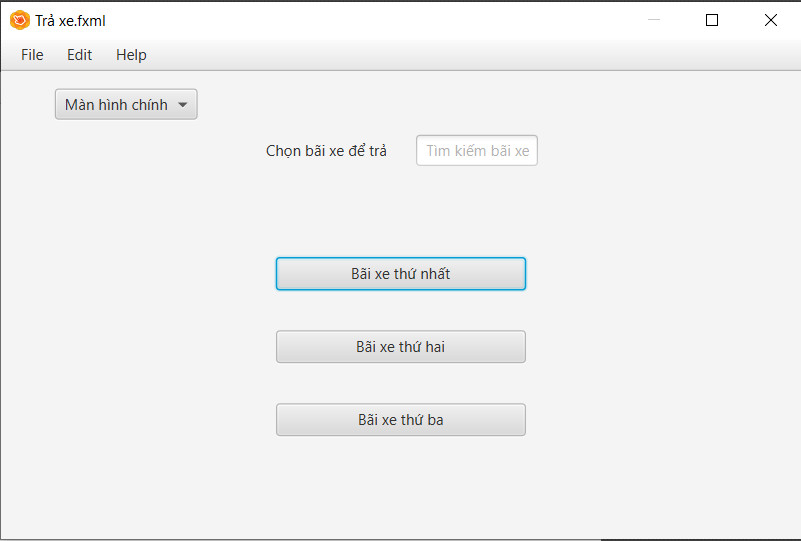 Trả xe.fxml
File Edit Help
Màn hình chính
Chọn bãi xe để trả Tìm kiếm bãi xe
Bãi xe thứ nhất
Bãi xe thứ hai
Bãi xe thứ ba